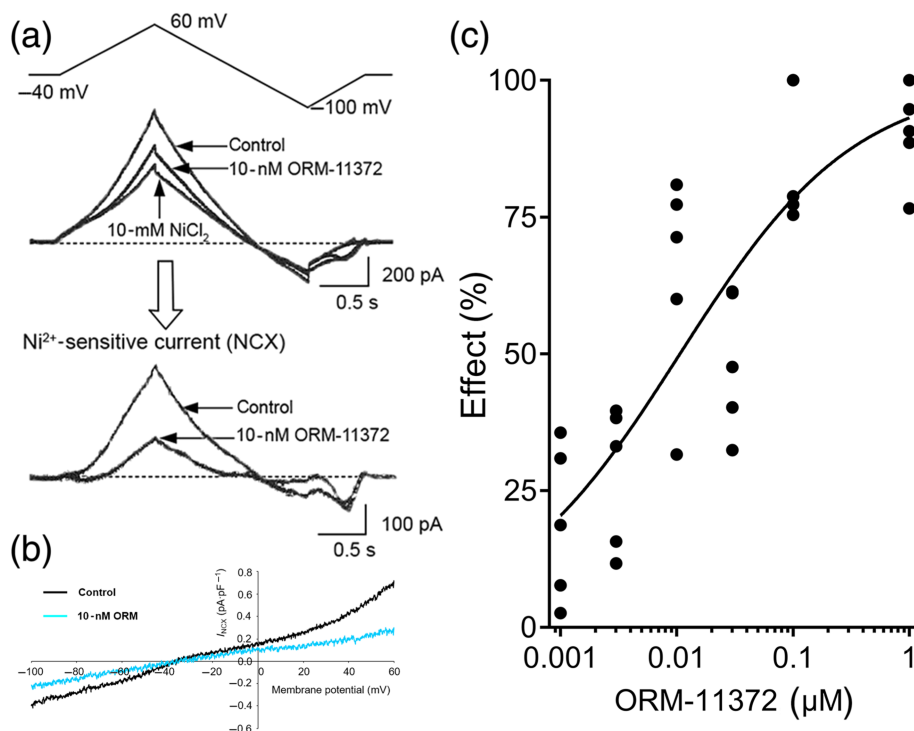 (a)
60 mV
–40 mV
–100 mV
Control
10-nM ORM-11372
10-mM NiCl₂
200 pA
0.5 s
Ni²⁺-sensitive current (NCX)
Control
10-nM ORM-11372
100 pA
0.5 s
(b)
Control
10-nM ORM
I_NCX (pA·pF⁻¹)
0.8
0.6
0.4
0.2
0.0
−0.2
−0.4
−0.6
−100 −80 −60 −40 −20 0 20 40 60
Membrane potential (mV)
(c)
Effect (%)
100
75
50
25
0
0.001 0.01 0.1 1
ORM-11372 (µM)